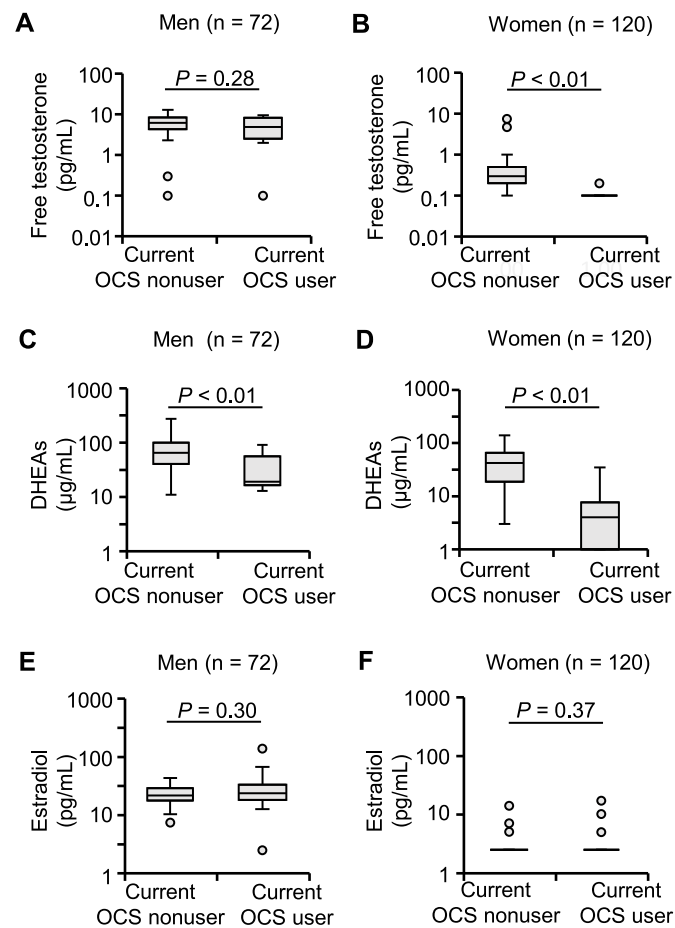 A Men (n = 72)
Free testosterone
(pg/mL)
100
10
1
0.1
0.01
P = 0.28
Current
OCS nonuser
Current
OCS user
B Women (n = 120)
Free testosterone
(pg/mL)
100
10
1
0.1
0.01
P < 0.01
Current
OCS nonuser
Current
OCS user
C Men (n = 72)
DHEAs
(µg/mL)
1000
100
10
1
P < 0.01
Current
OCS nonuser
Current
OCS user
D Women (n = 120)
DHEAs
(µg/mL)
1000
100
10
1
P < 0.01
Current
OCS nonuser
Current
OCS user
E Men (n = 72)
Estradiol
(pg/mL)
1000
100
10
1
P = 0.30
Current
OCS nonuser
Current
OCS user
F Women (n = 120)
Estradiol
(pg/mL)
1000
100
10
1
P = 0.37
Current
OCS nonuser
Current
OCS user